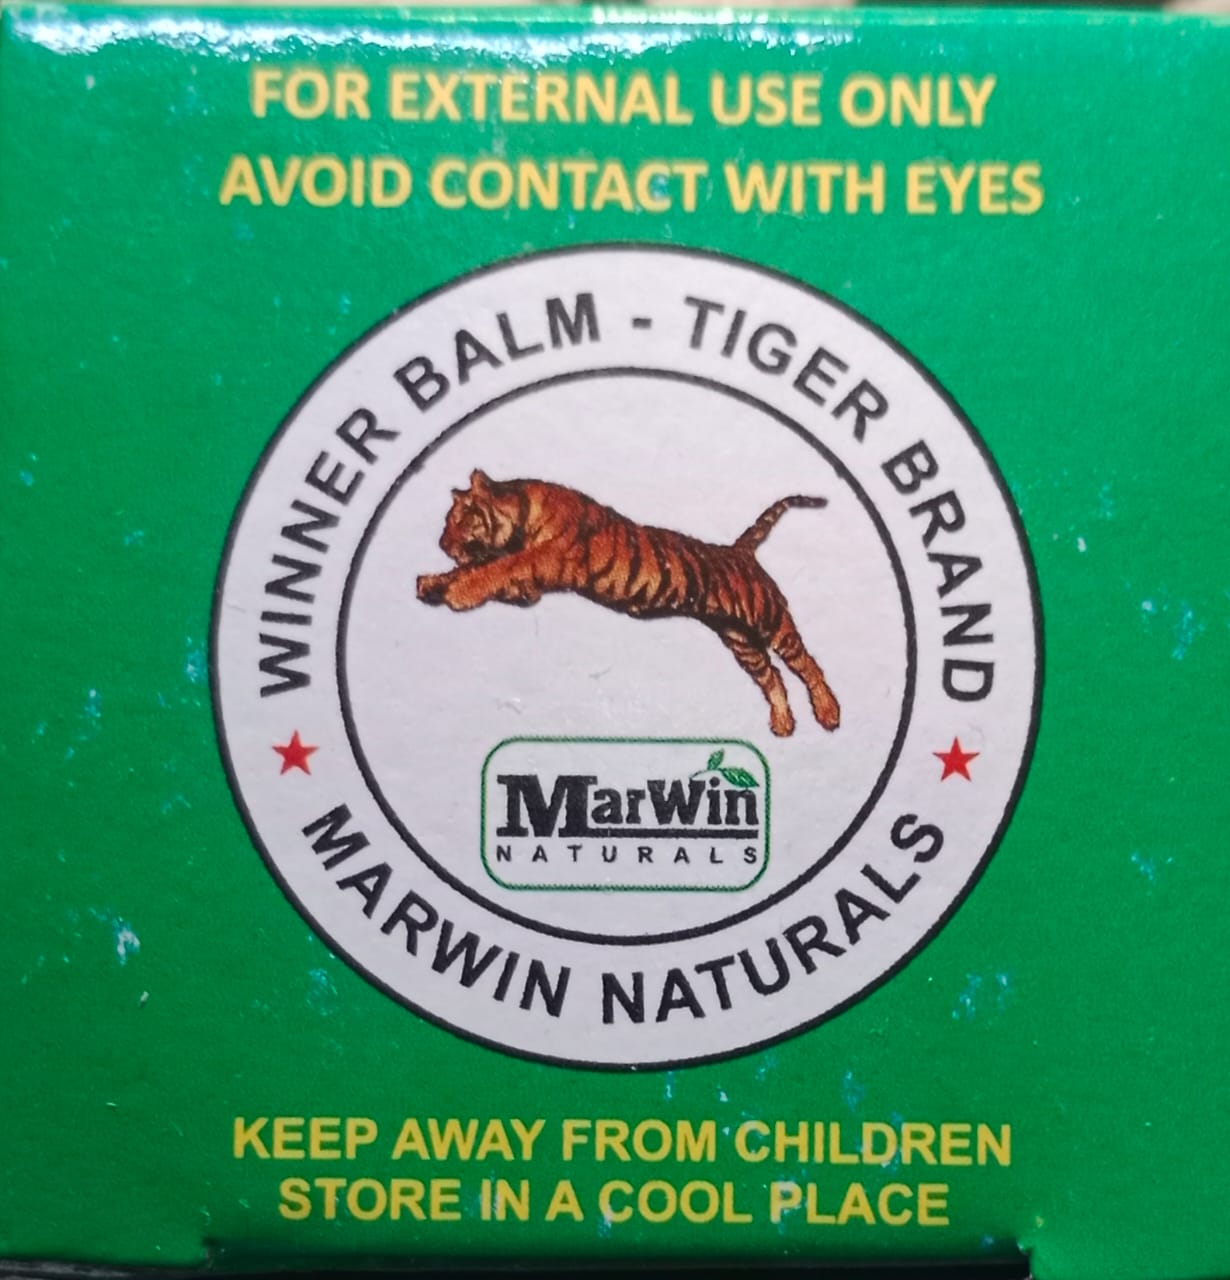 FOR EXTERNAL USE ONLY
AVOID CONTACT WITH EYES
WINNER BALM - TIGER BRAND
MarWin
NATURALS
MARWIN NATURALS
KEEP AWAY FROM CHILDREN
STORE IN A COOL PLACE